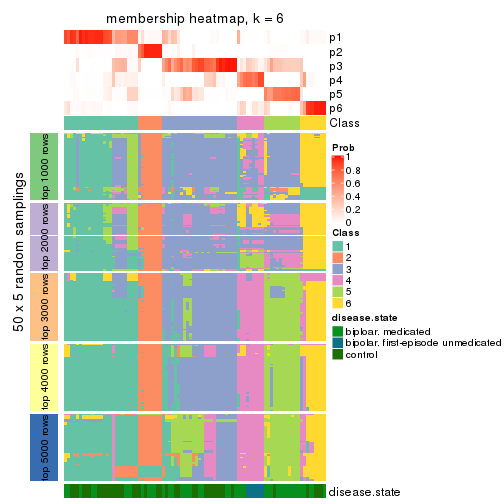 membership heatmap, k = 6
p1
p2
p3
p4
p5
p6
Class
50 x 5 random samplings
top 1000 rows
top 2000 rows
top 3000 rows
top 4000 rows
top 5000 rows
Prob
1
0.8
0.6
0.4
0.2
0
Class
1
2
3
4
5
6
disease.state
biploar, medicated
bipolar, first-episode unmedicated
control
disease.state